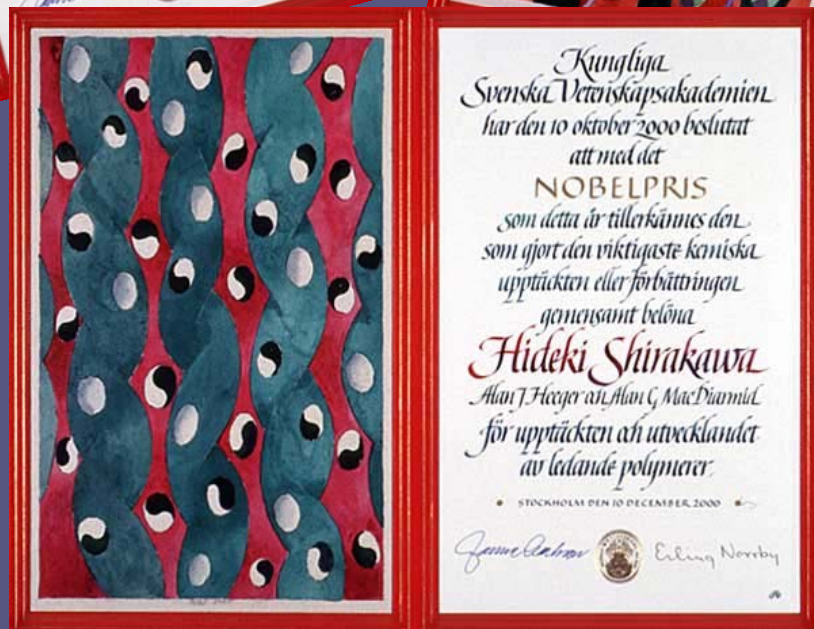 Kungliga
Svenska Vetenskapsakademien
har den 10 oktober 2000 beslutat
att med det
NOBELPRIS
som detta år tillerkännes den
som gjort den viktigaste kemiska
upptäckten eller förbättringen
gemensamt belöna
Hideki Shirakawa
Alan J. Heeger och Alan G. MacDiarmid
för upptäckten och utvecklandet
av ledande polymerer.
STOCKHOLM DEN 10 DECEMBER 2000
Erling Norrby